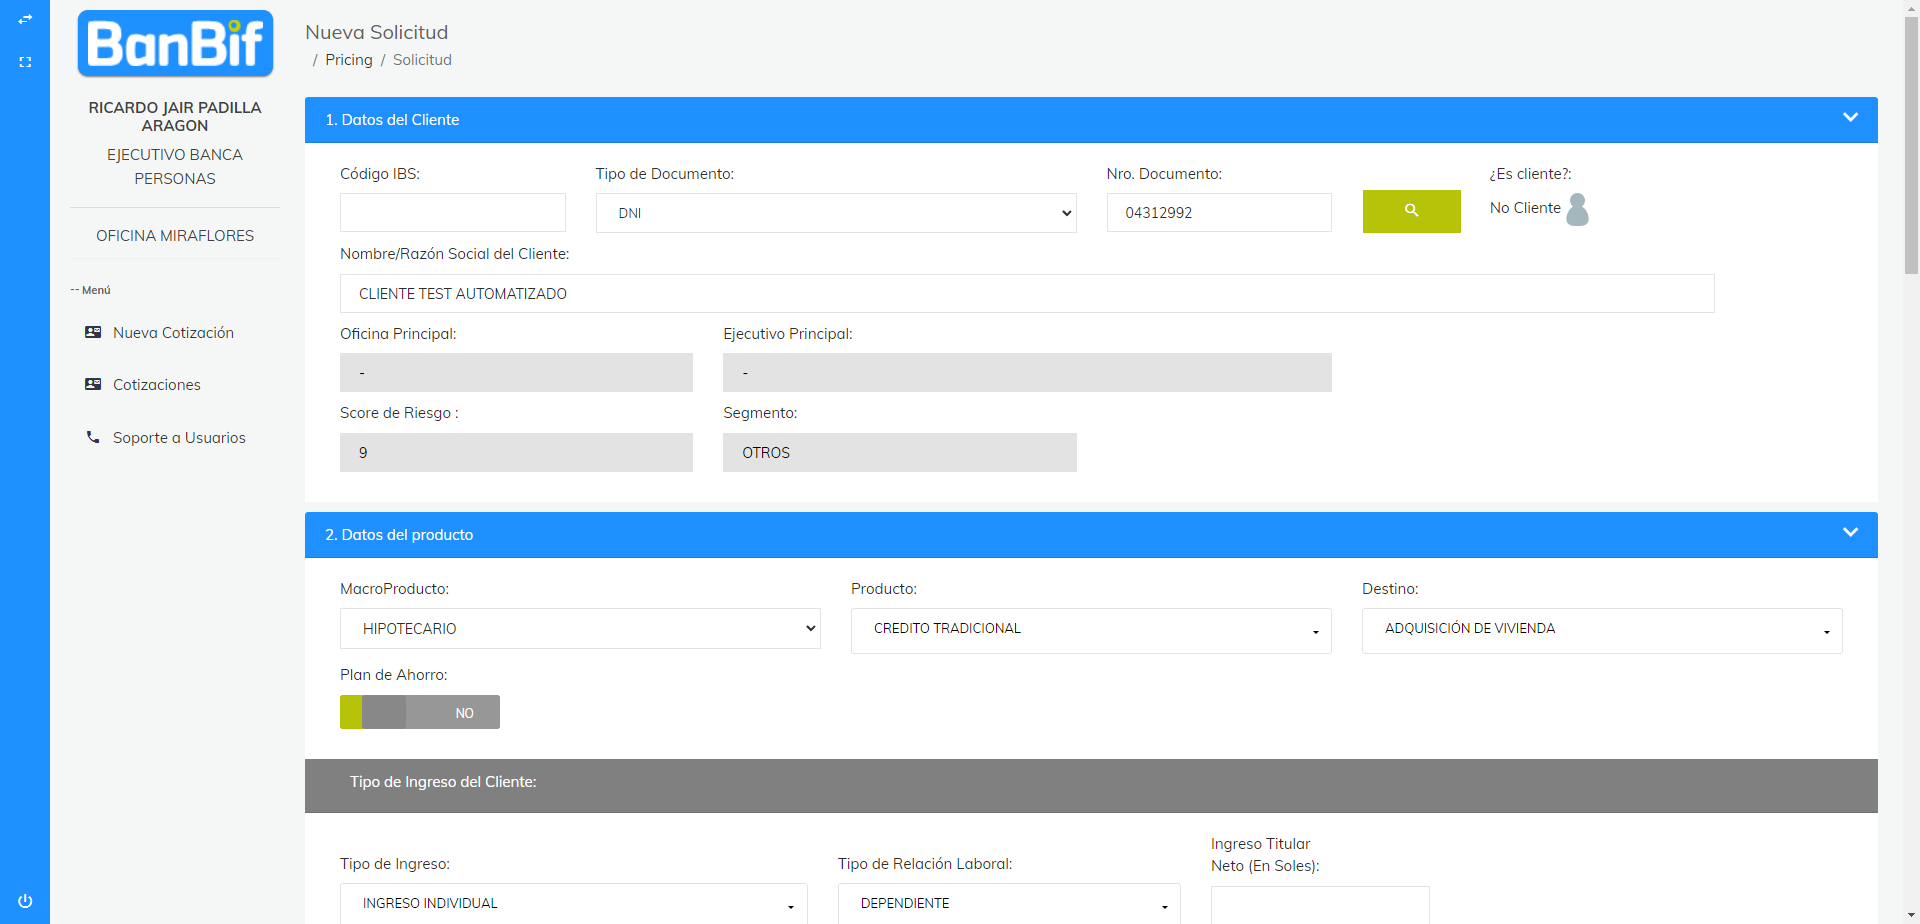 BanBif
RICARDO JAIR PADILLA
ARAGON
EJECUTIVO BANCA
PERSONAS
OFICINA MIRAFLORES
-- Menú
Nueva Cotización
Cotizaciones
Soporte a Usuarios
Nueva Solicitud
/ Pricing / Solicitud
1. Datos del Cliente
Código IBS:
Tipo de Documento:
Nro. Documento:
¿Es cliente?:
DNI
04312992
No Cliente
Nombre/Razón Social del Cliente:
CLIENTE TEST AUTOMATIZADO
Oficina Principal:
Ejecutivo Principal:
-
-
Score de Riesgo :
Segmento:
9
OTROS
2. Datos del producto
MacroProducto:
Producto:
Destino:
HIPOTECARIO
CREDITO TRADICIONAL
ADQUISICIÓN DE VIVIENDA
Plan de Ahorro:
NO
Tipo de Ingreso del Cliente:
Tipo de Ingreso:
Tipo de Relación Laboral:
Ingreso Titular
Neto (En Soles):
INGRESO INDIVIDUAL
DEPENDIENTE